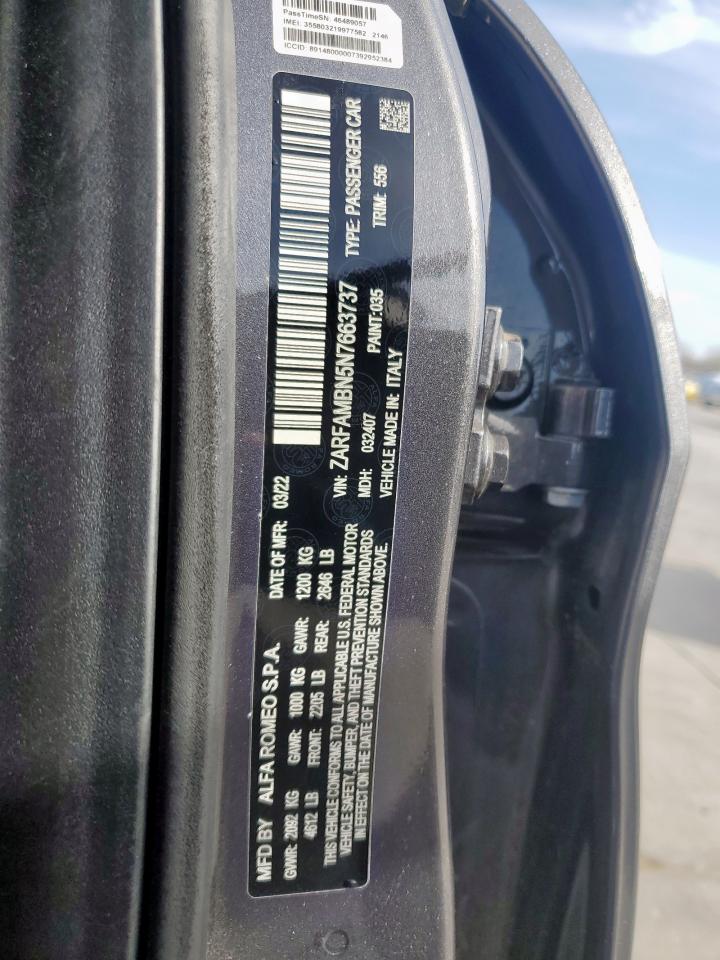 PassTimeSN: 46489057
IMEI: 355803219977582 2146
ICCID: 89148000007392952384
MFD BY ALFA ROMEO S.P.A. DATE OF MFR: 03/22
GVWR: 2092 KG GAWR: 1000 KG GAWR: 1200 KG
4612 LB FRONT: 2205 LB REAR: 2646 LB
THIS VEHICLE CONFORMS TO ALL APPLICABLE U.S. FEDERAL MOTOR
VEHICLE SAFETY, BUMPER, AND THEFT PREVENTION STANDARDS
IN EFFECT ON THE DATE OF MANUFACTURE SHOWN ABOVE.
VIN: ZARFAMBN5N7663737 TYPE: PASSENGER CAR
MDH: 032407 PAINT:035 TRIM: 556
VEHICLE MADE IN: ITALY